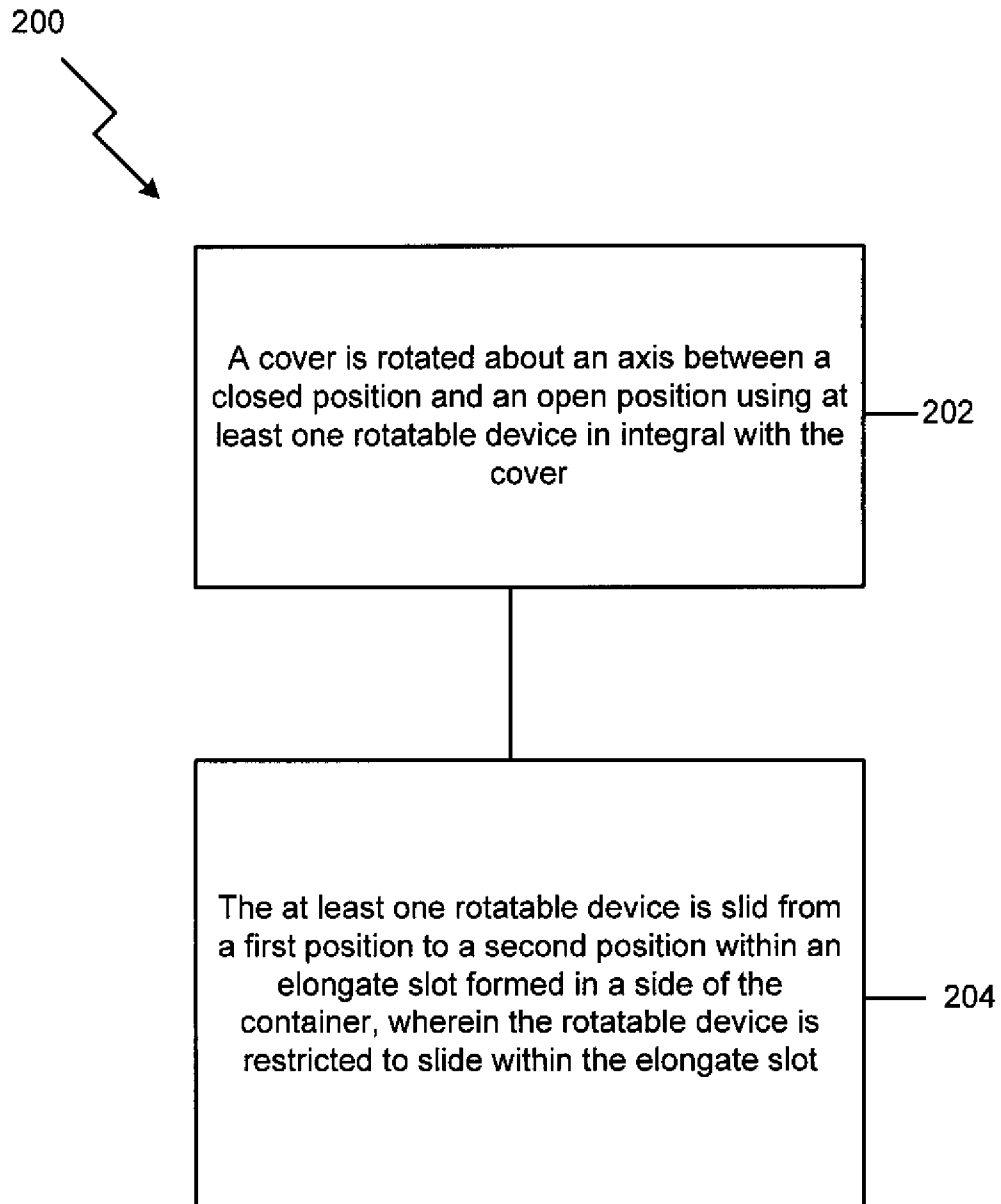 200
A cover is rotated about an axis between a
closed position and an open position using at
least one rotatable device in integral with the
cover
202
The at least one rotatable device is slid from
a first position to a second position within an
elongate slot formed in a side of the
container, wherein the rotatable device is
restricted to slide within the elongate slot
204